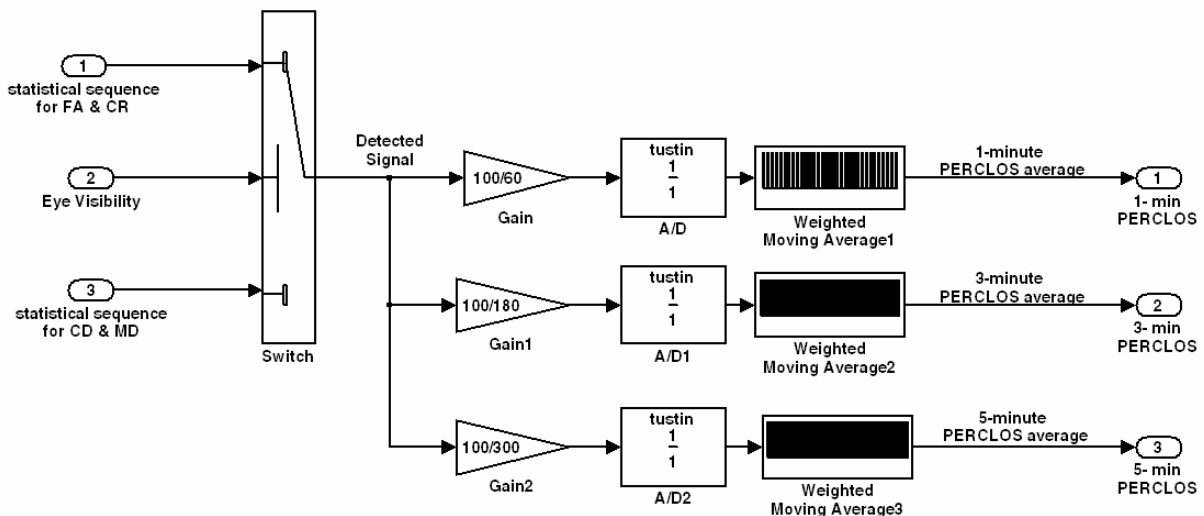 1
statistical sequence
for FA & CR
2
Eye Visibility
3
statistical sequence
for CD & MD
Switch
Detected
Signal
100/60
Gain
tustin
1
1
A/D
Weighted
Moving Average1
1-minute
PERCLOS average
1
1- min
PERCLOS
100/180
Gain1
tustin
1
1
A/D1
Weighted
Moving Average2
3-minute
PERCLOS average
2
3- min
PERCLOS
100/300
Gain2
tustin
1
1
A/D2
Weighted
Moving Average3
5-minute
PERCLOS average
3
5- min
PERCLOS